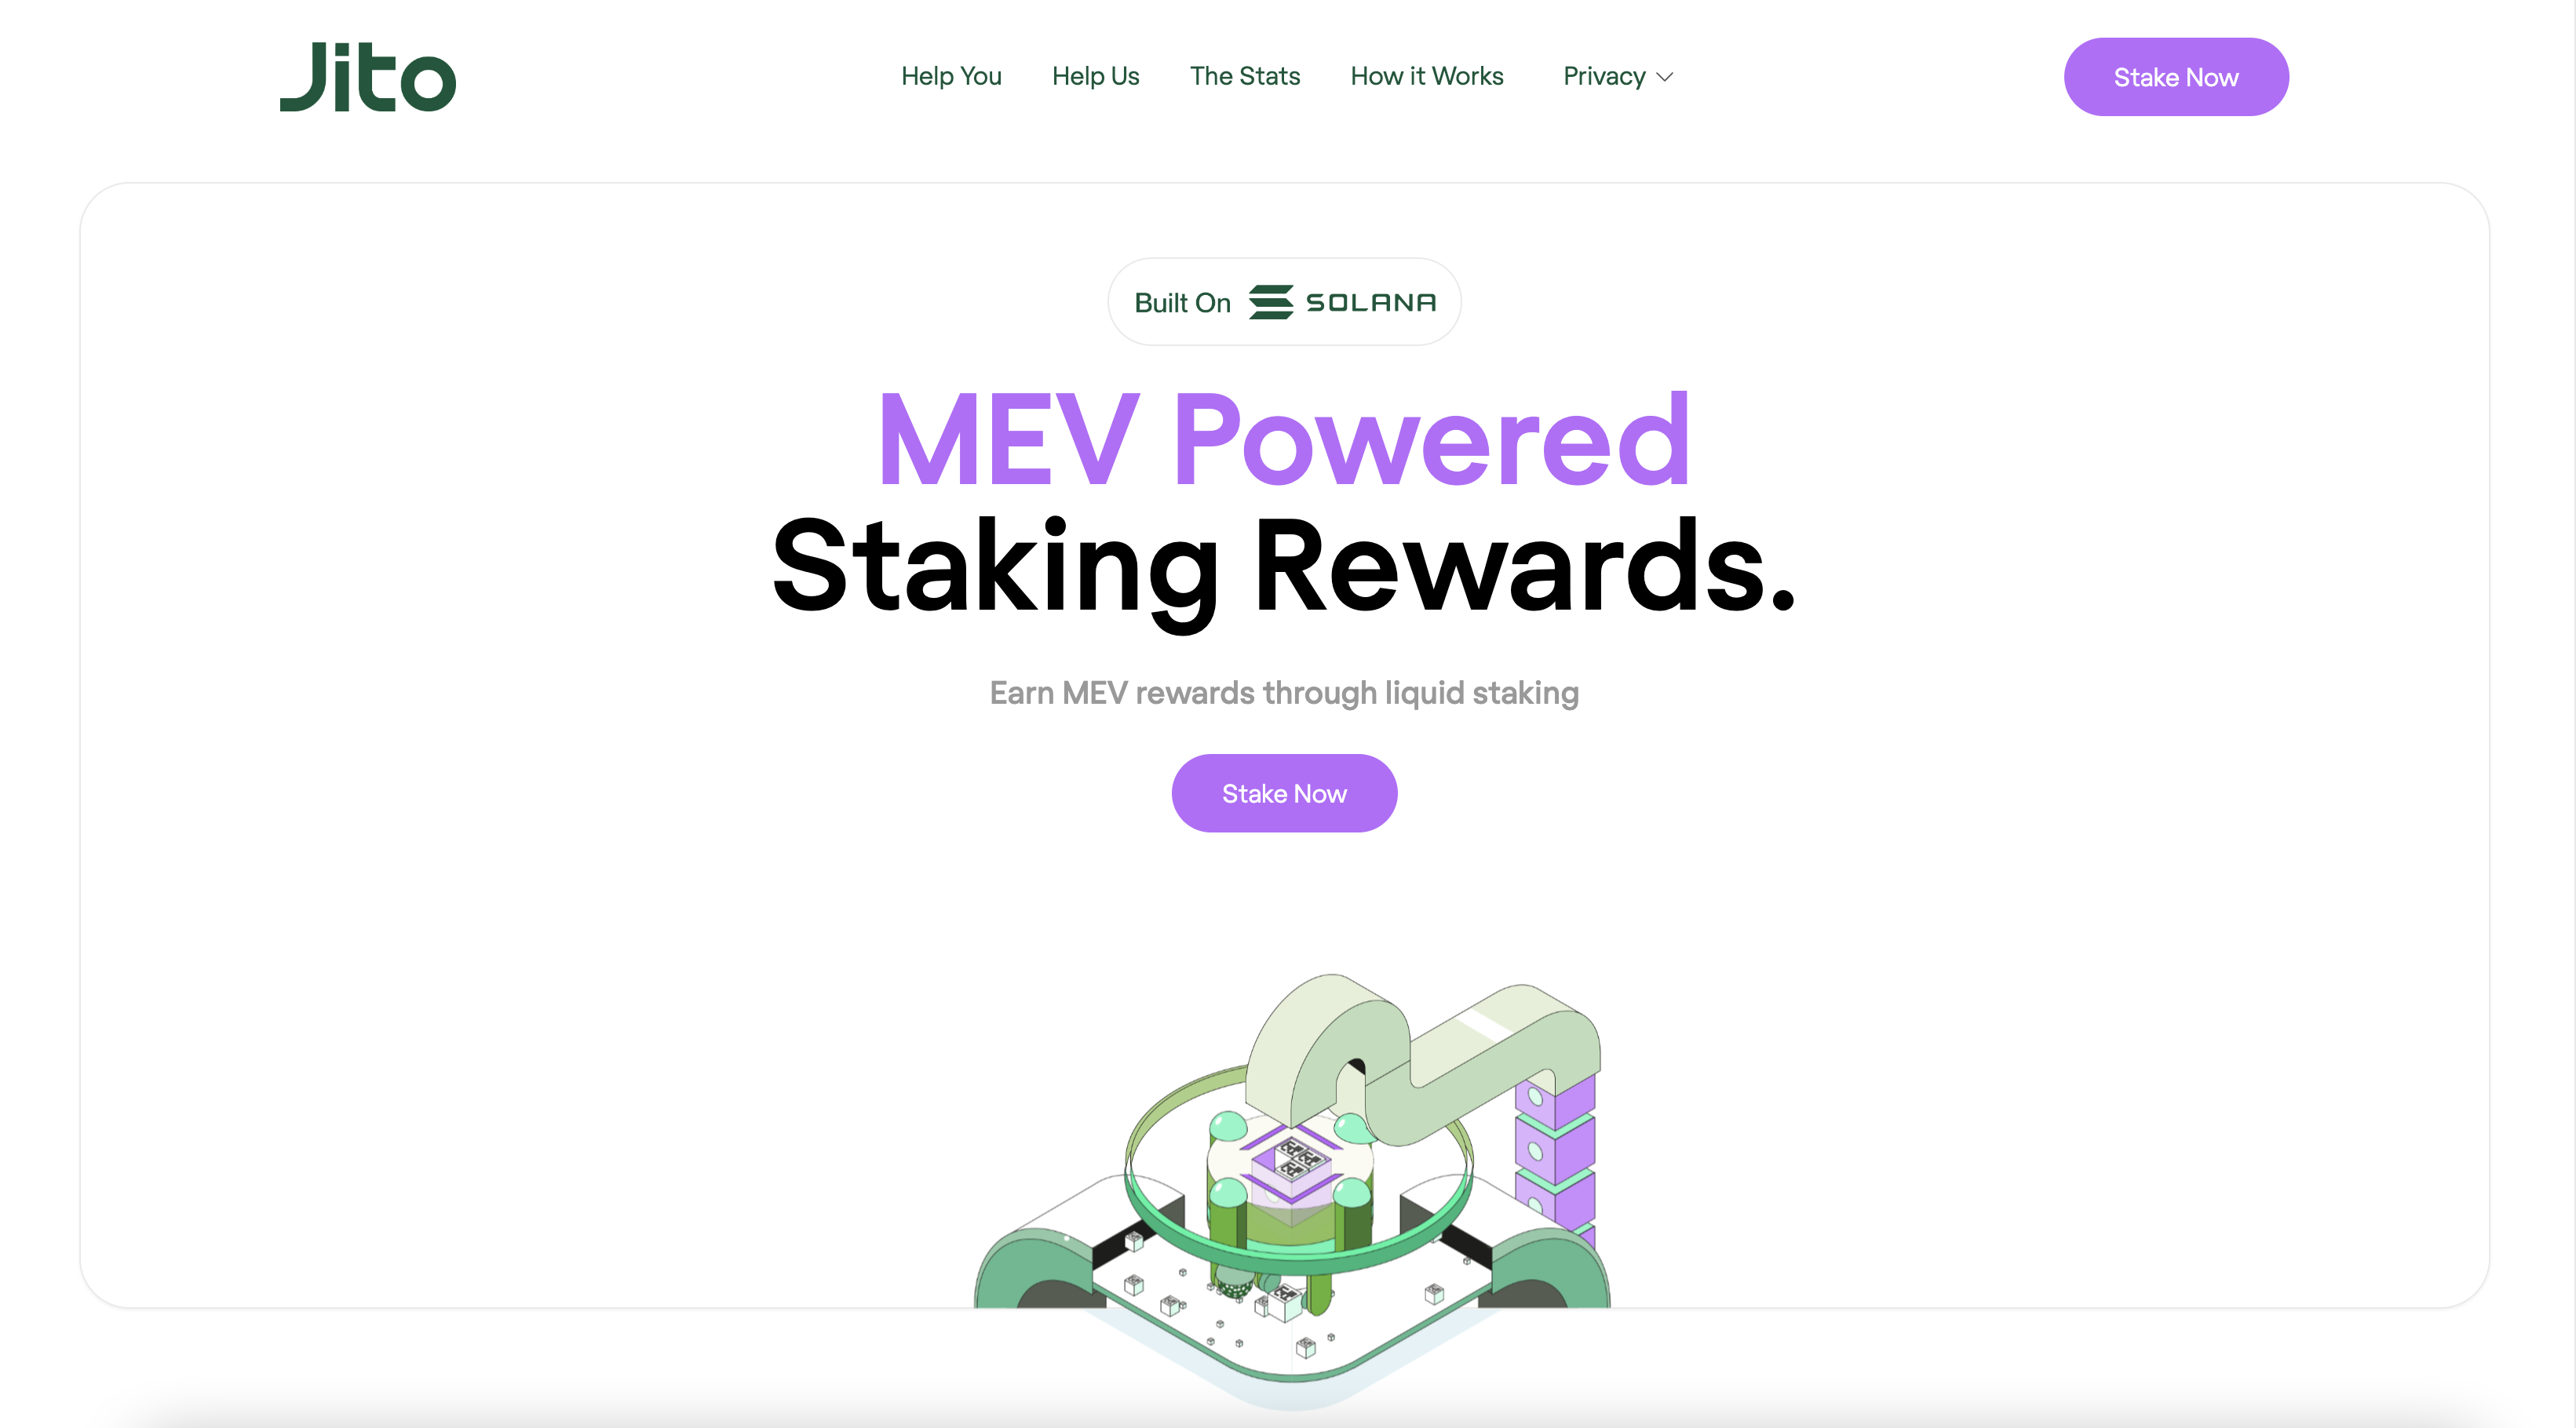 Jito
Help You
Help Us
The Stats
How it Works
Privacy
Stake Now
Built On SOLANA
MEV Powered
Staking Rewards.
Earn MEV rewards through liquid staking
Stake Now